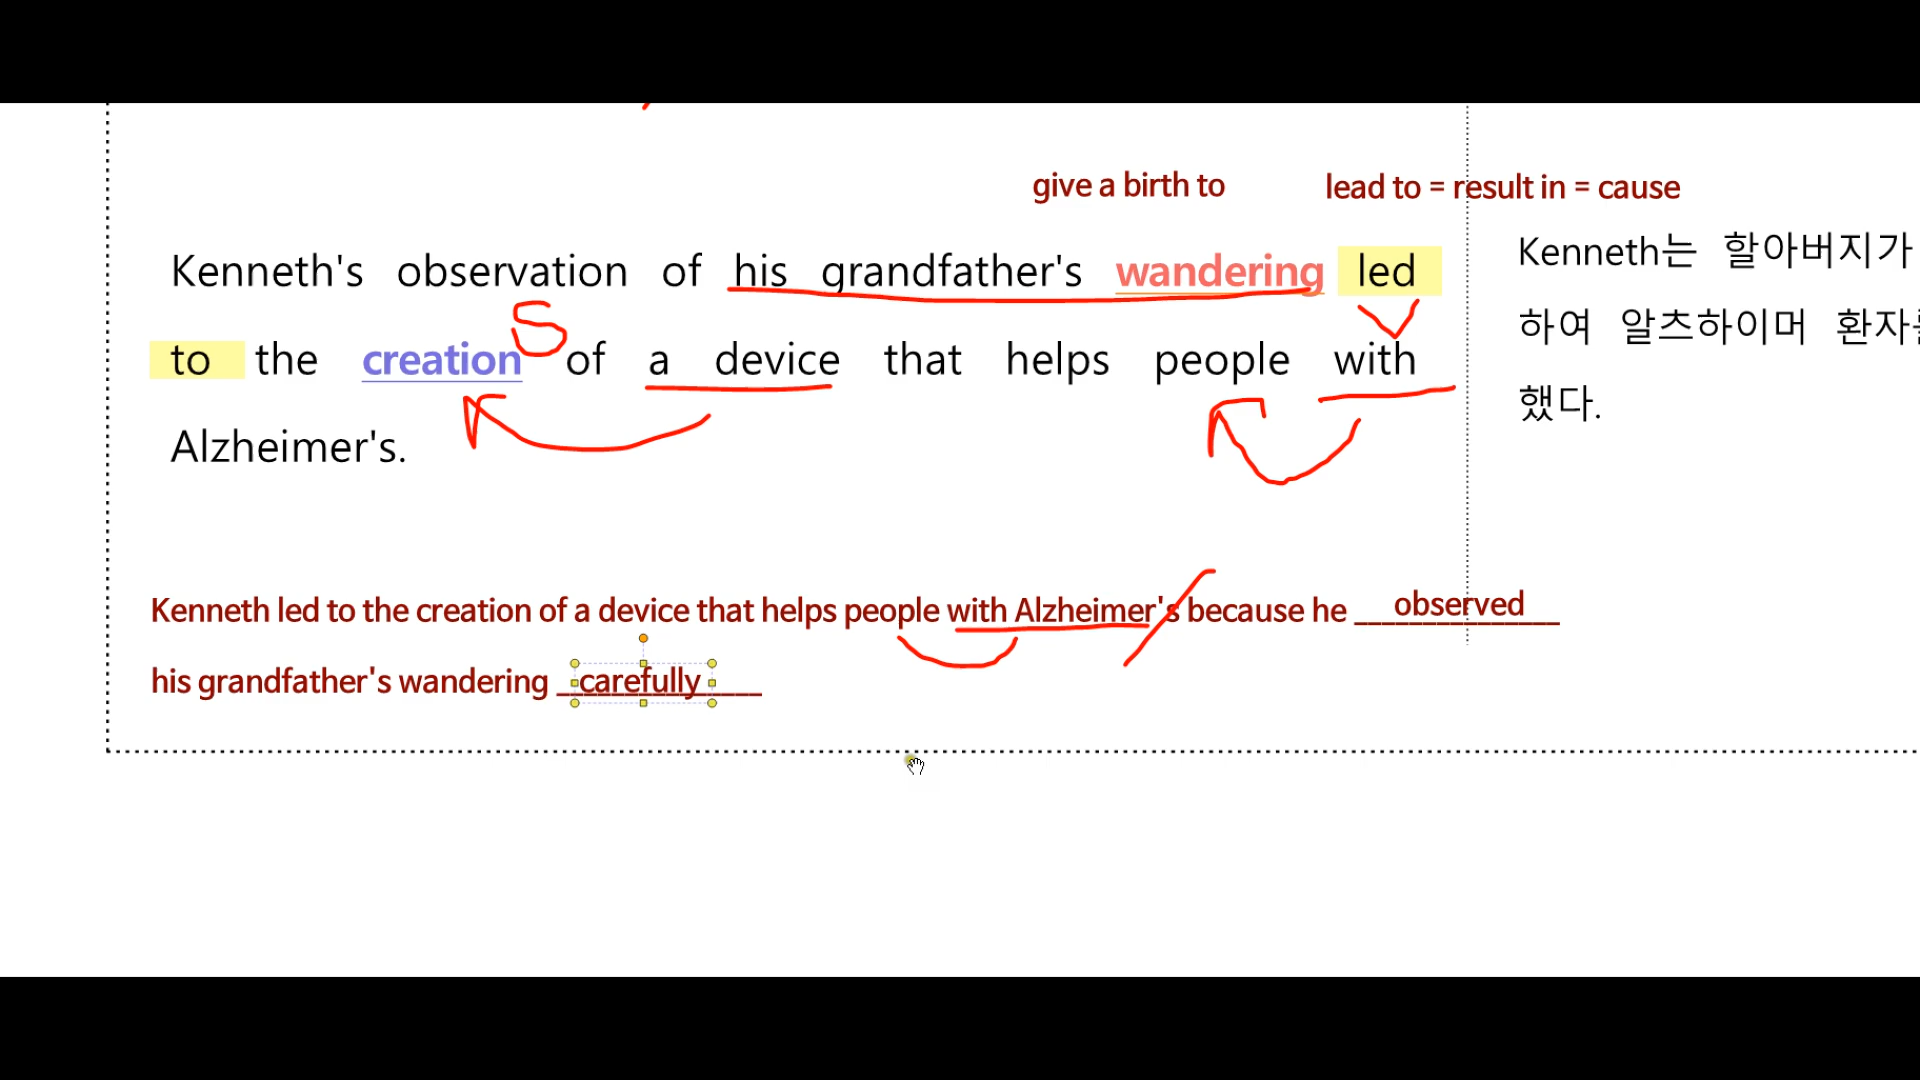 give a birth to
lead to = result in = cause
Kenneth's observation of his grandfather's wandering led
to the creation of a device that helps people with
Alzheimer's.
S
V
Kenneth는 할아버지가
하여 알츠하이머
했다.
Kenneth led to the creation of a device that helps people with Alzheimer's because he observed
his grandfather's wandering carefully